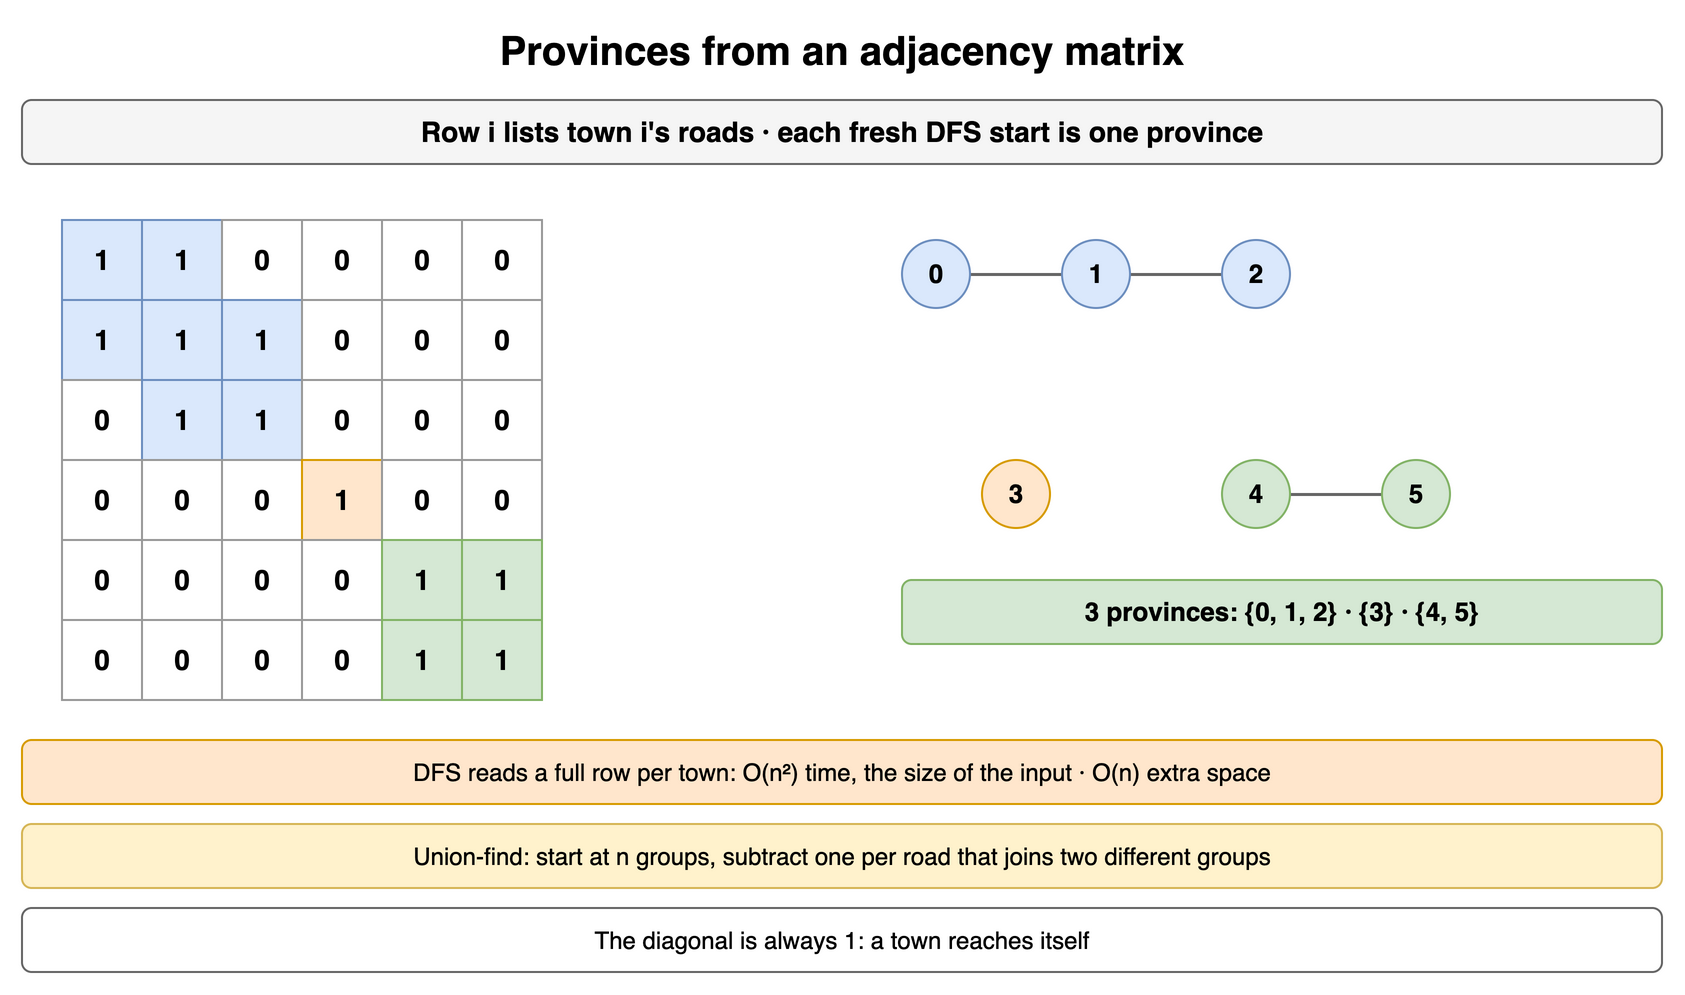 Provinces from an adjacency matrix
Row i lists town i's roads · each fresh DFS start is one province
1 1 0 0 0 0
1 1 1 0 0 0
0 1 1 0 0 0
0 0 0 1 0 0
0 0 0 0 1 1
0 0 0 0 1 1
0 1 2
3 4 5
3 provinces: {0, 1, 2} · {3} · {4, 5}
DFS reads a full row per town: O(n²) time, the size of the input · O(n) extra space
Union-find: start at n groups, subtract one per road that joins two different groups
The diagonal is always 1: a town reaches itself